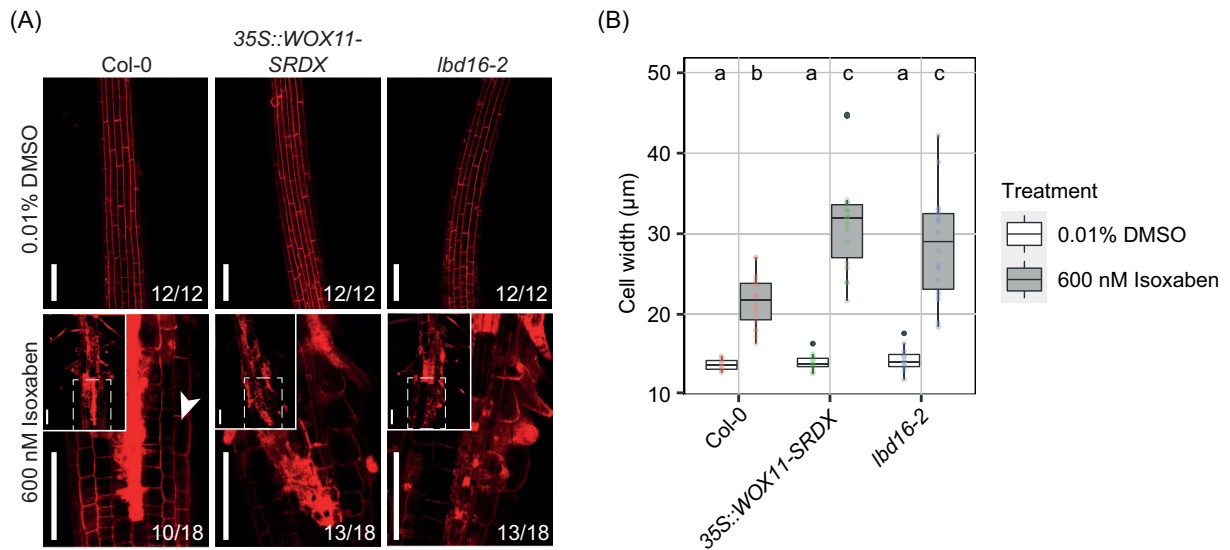 (A)
Col-0
35S::WOX11-
SRDX
lbd16-2
0.01% DMSO
12/12
12/12
12/12
600 nM Isoxaben
10/18
13/18
13/18
(B)
a b a c a c
50
40
30
20
10
Cell width (µm)
Col-0
35S::WOX11-SRDX
lbd16-2
Treatment
0.01% DMSO
600 nM Isoxaben